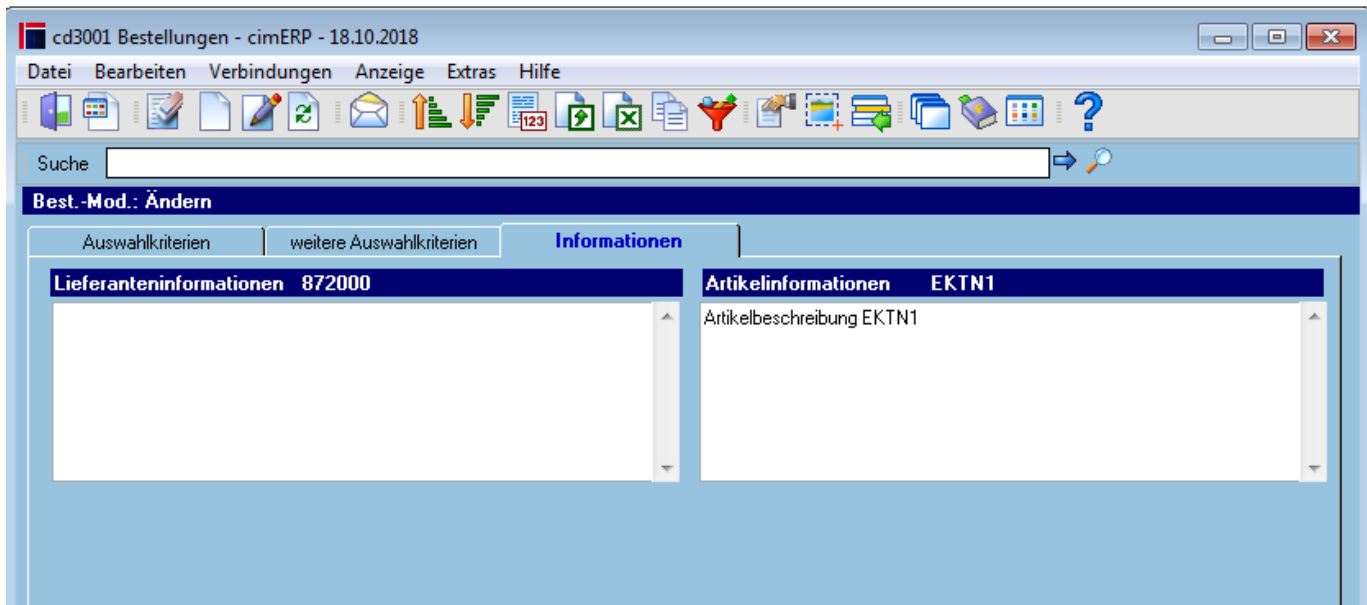 cd3001 Bestellungen - cimERP - 18.10.2018
Datei Bearbeiten Verbindungen Anzeige Extras Hilfe
123
Suche
Best.-Mod.: Ändern
Auswahlkriterien weitere Auswahlkriterien Informationen
Lieferanteninformationen 872000 Artikelinformationen EKTN1
Artikelbeschreibung EKTN1